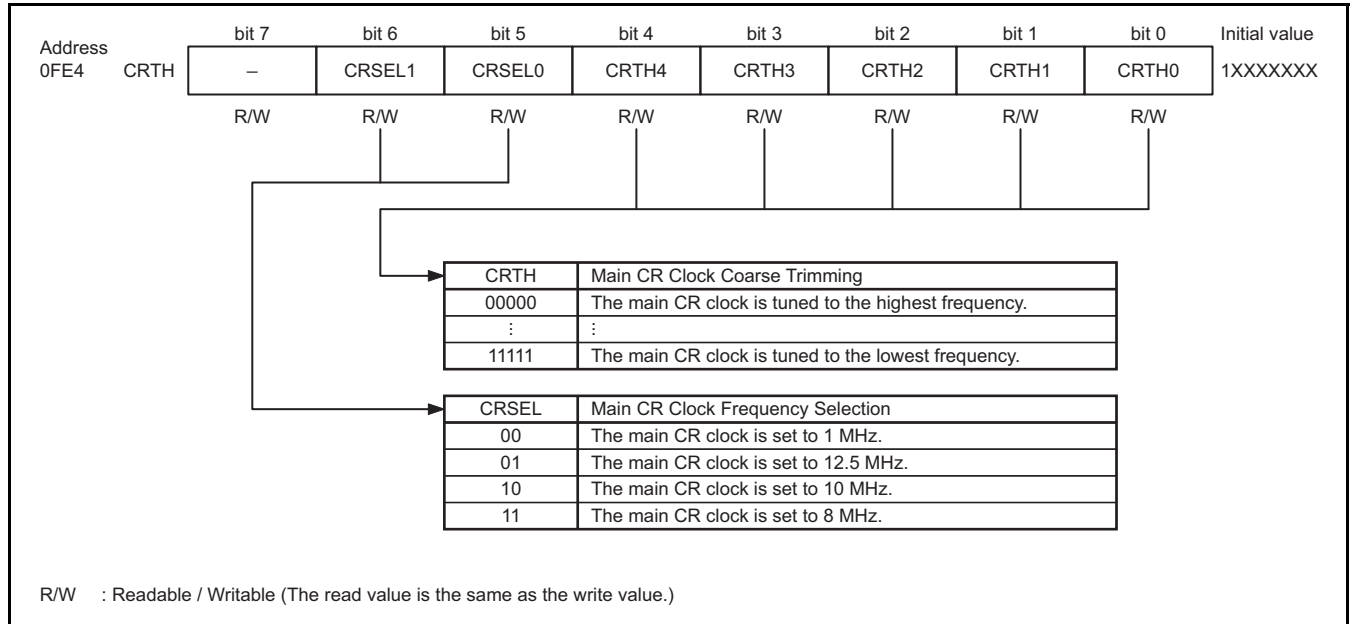 bit 7 bit 6 bit 5 bit 4 bit 3 bit 2 bit 1 bit 0 Initial value
Address
0FE4 CRTH – CRSEL1 CRSEL0 CRTH4 CRTH3 CRTH2 CRTH1 CRTH0 1XXXXXXX
R/W R/W R/W R/W R/W R/W R/W R/W
CRTH Main CR Clock Coarse Trimming
00000 The main CR clock is tuned to the highest frequency.
⋮ ⋮
11111 The main CR clock is tuned to the lowest frequency.
CRSEL Main CR Clock Frequency Selection
00 The main CR clock is set to 1 MHz.
01 The main CR clock is set to 12.5 MHz.
10 The main CR clock is set to 10 MHz.
11 The main CR clock is set to 8 MHz.
R/W : Readable / Writable (The read value is the same as the write value.)